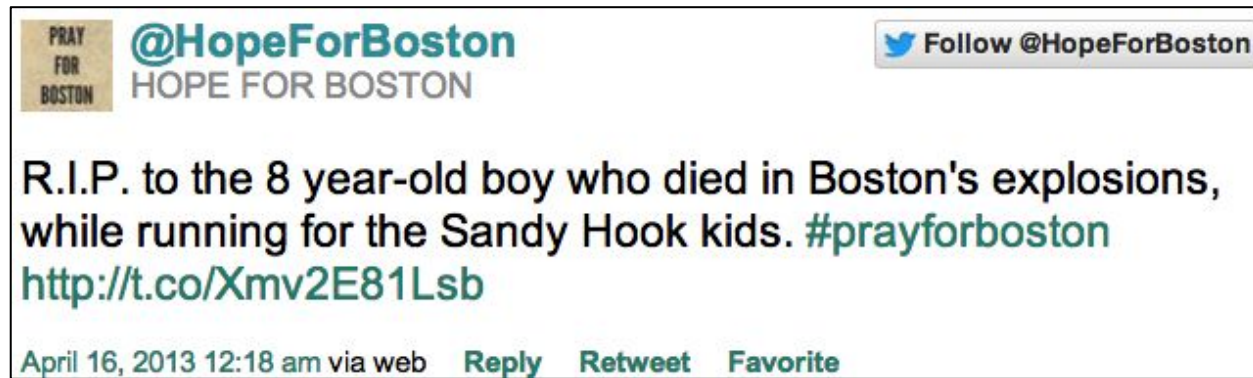 PRAY
FOR
BOSTON
@HopeForBoston
HOPE FOR BOSTON
Follow @HopeForBoston
R.I.P. to the 8 year-old boy who died in Boston's explosions,
while running for the Sandy Hook kids. #prayforboston
http://t.co/Xmv2E81Lsb
April 16, 2013 12:18 am via web Reply Retweet Favorite